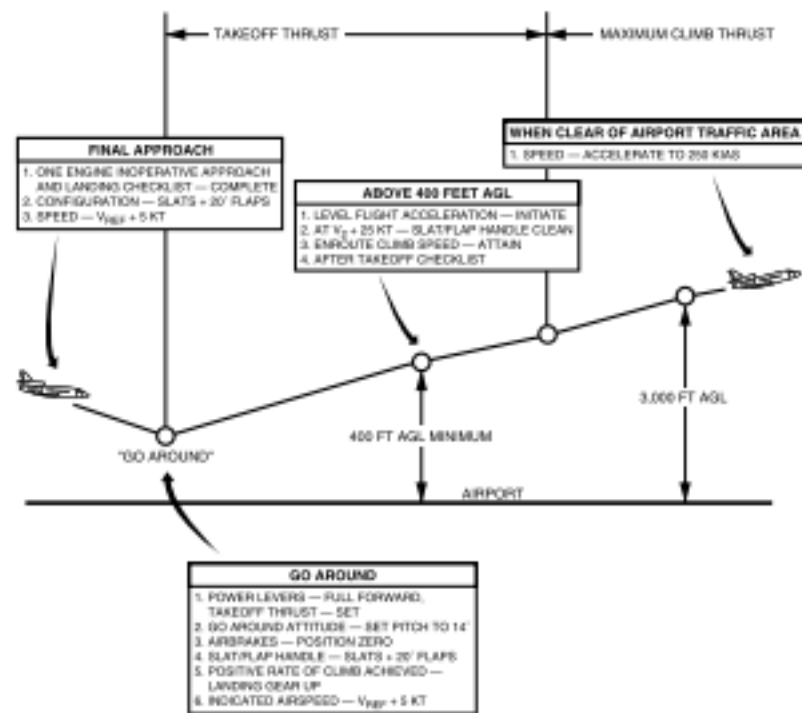 TAKEOFF THRUST
MAXIMUM CLIMB THRUST
WHEN CLEAR OF AIRPORT TRAFFIC AREA
1. SPEED — ACCELERATE TO 250 KIAS
FINAL APPROACH
1. ONE ENGINE INOPERATIVE APPROACH
AND LANDING CHECKLIST — COMPLETE
2. CONFIGURATION — SLATS + 20° FLAPS
3. SPEED — VREF + 5 KT
ABOVE 400 FEET AGL
1. LEVEL FLIGHT ACCELERATION — INITIATE
2. AT V2 + 25 KT — SLAT/FLAP HANDLE CLEAN
3. ENROUTE CLIMB SPEED — ATTAIN
4. AFTER TAKEOFF CHECKLIST
3,000 FT AGL
400 FT AGL MINIMUM
"GO AROUND"
AIRPORT
GO AROUND
1. POWER LEVERS — FULL FORWARD,
TAKEOFF THRUST — SET
2. GO AROUND ATTITUDE — SET PITCH TO 14°
3. AIRBRAKES — POSITION ZERO
4. SLAT/FLAP HANDLE — SLATS + 20° FLAPS
5. POSITIVE RATE OF CLIMB ACHIEVED —
LANDING GEAR UP
6. INDICATED AIRSPEED — VREF + 5 KT